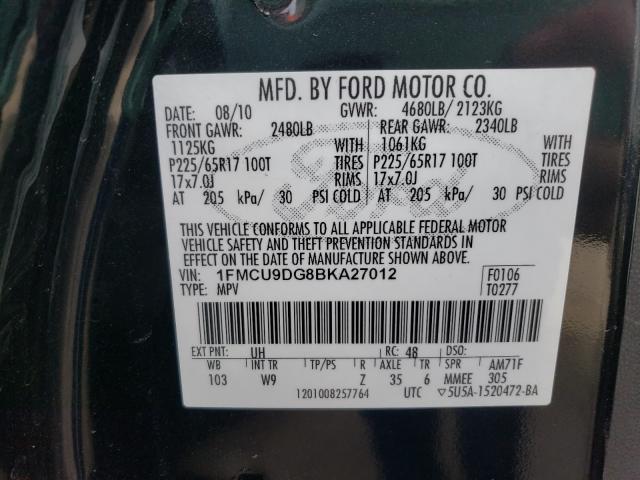 MFD. BY FORD MOTOR CO.
DATE: 08/10 GVWR: 4680LB/ 2123KG
FRONT GAWR: 2480LB REAR GAWR: 2340LB
1125KG WITH 1061KG WITH
P225/65R17 100T TIRES P225/65R17 100T TIRES
17x7.0J RIMS 17x7.0J RIMS
AT 205 kPa/ 30 PSI COLD AT 205 kPa/ 30 PSI COLD
Ford
THIS VEHICLE CONFORMS TO ALL APPLICABLE FEDERAL MOTOR
VEHICLE SAFETY AND THEFT PREVENTION STANDARDS IN
EFFECT ON THE DATE OF MANUFACTURE SHOWN ABOVE.
VIN: 1FMCU9DG8BKA27012 F0106
TYPE: MPV T0277
EXT PNT: UH RC: 48 DSO:
WB INT TR TP/PS R AXLE TR SPR AM71F
103 W9 Z 35 6 MMEE 305
1201008257764 UTC ▽5U5A-1520472-BA